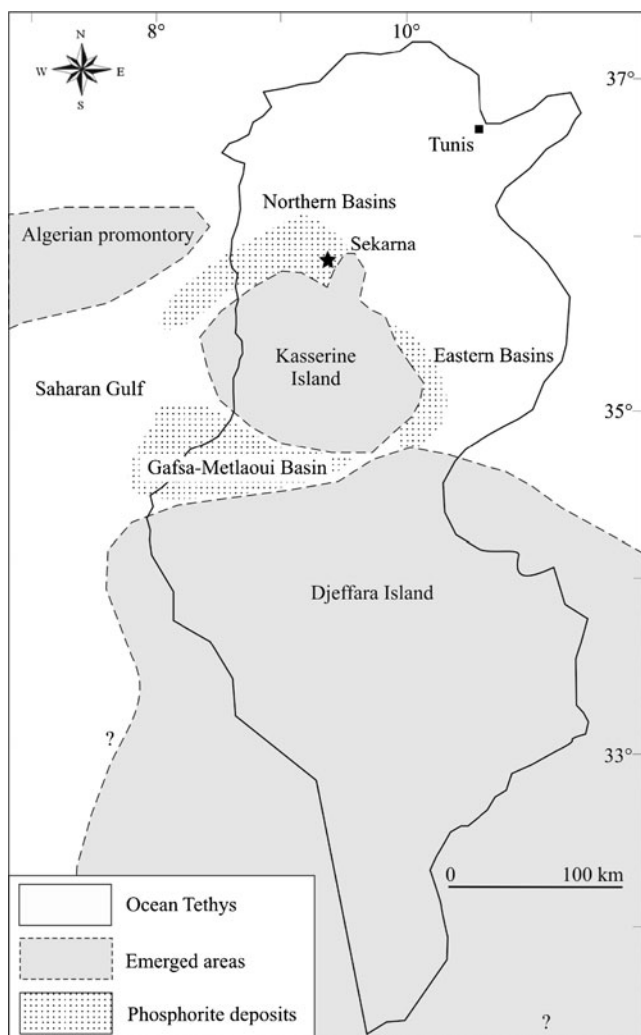 8°
10°
N
W E
S
37°
Tunis
Northern Basins
Algerian promontory
Sekarna
Kasserine
Island
Eastern Basins
Saharan Gulf
35°
Gafsa-Metlaoui Basin
Djeffara Island
?
33°
0 100 km
Ocean Tethys
Emerged areas
Phosphorite deposits
?